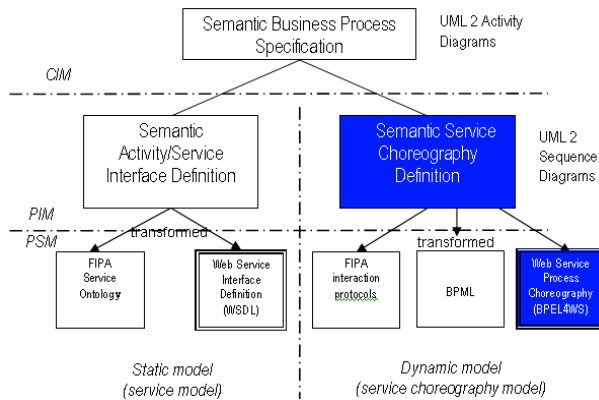 Semantic Business Process
Specification
UML 2 Activity
Diagrams
CIM
Semantic
Activity/Service
Interface Definition
Semantic Service
Choreography
Definition
UML 2
Sequence
Diagrams
PIM
PSM
transformed
transformed
FIPA
Service
Ontology
Web Service
Interface
Definition
(WSDL)
FIPA
interaction
protocols
BPML
Web Service
Process
Choreography
(BPEL4WS)
Static model
(service model)
Dynamic model
(service choreography model)